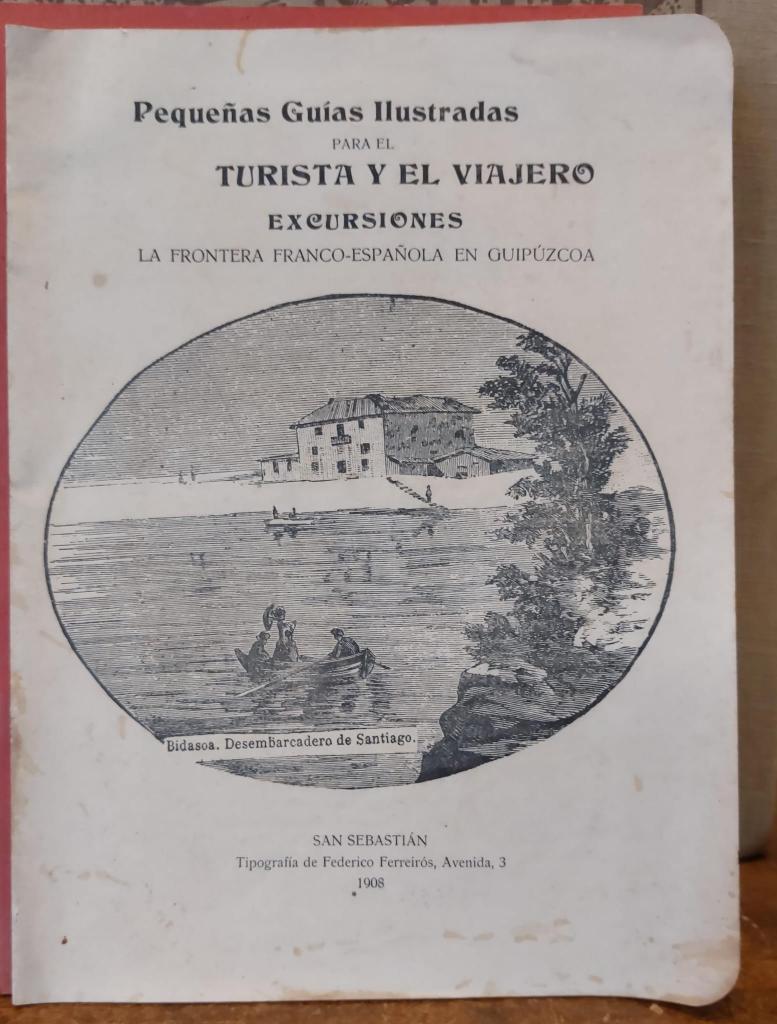 Pequeñas Guías Ilustradas
PARA EL
TURISTA Y EL VIAJERO
EXCURSIONES
LA FRONTERA FRANCO-ESPAÑOLA EN GUIPÚZCOA
Bidasoa. Desembarcadero de Santiago.
SAN SEBASTIÁN
Tipografía de Federico Ferreirós, Avenida, 3
1908